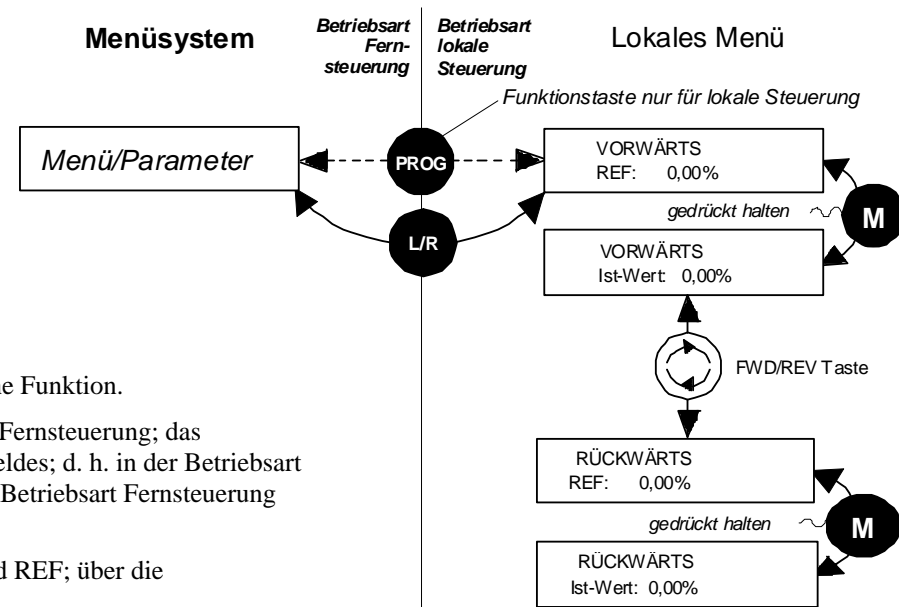 Menüsystem
Betriebsart
Fern-
steuerung
Betriebsart
lokale
Steuerung
Lokales Menü
Funktionstaste nur für lokale Steuerung
Menü/Parameter
PROG
VORWÄRTS
REF: 0,00%
gedrückt halten
M
L/R
VORWÄRTS
Ist-Wert: 0,00%
FWD/REV Taste
ne Funktion.
Fernsteuerung; das
eldes; d. h. in der Betriebsart
Betriebsart Fernsteuerung
RÜCKWÄRTS
REF: 0,00%
gedrückt halten
M
d REF; über die
RÜCKWÄRTS
Ist-Wert: 0,00%